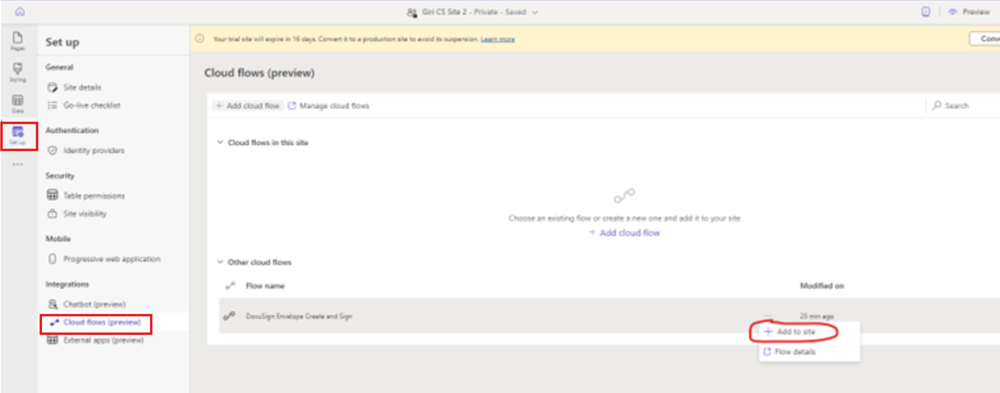 Giri CS Site 2 - Private - Saved
Preview
Pages
Styling
Data
Set up
Set up
General
Site details
Go-live checklist
Authentication
Identity providers
Security
Table permissions
Site visibility
Mobile
Progressive web application
Integrations
Chatbot (preview)
Cloud flows (preview)
External apps (preview)
Your trial site will expire in 16 days. Convert it to a production site to avoid its suspension. Learn more
Conve
Cloud flows (preview)
+ Add cloud flow Manage cloud flows
Search
Cloud flows in this site
Choose an existing flow or create a new one and add it to your site
+ Add cloud flow
Other cloud flows
Flow name Modified on
DocuSign Envelope Create and Sign ... 25 min ago
+ Add to site
Flow details